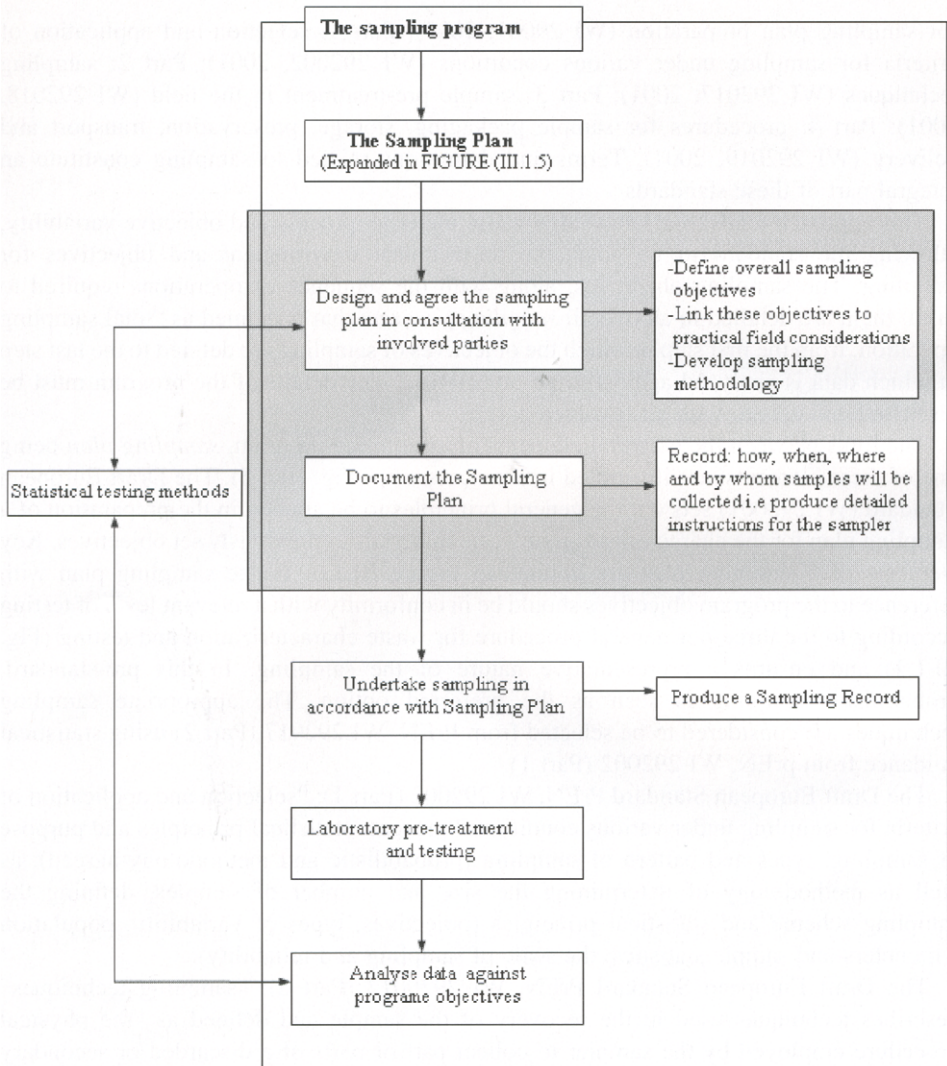 The sampling program
The Sampling Plan
(Expanded in FIGURE (III.1.5)
Design and agree the sampling
plan in consultation with
involved parties
-Define overall sampling
objectives
- Link these objectives to
practical field considerations
-Develop sampling
methodology
Statistical testing methods
Document the Sampling
Plan
Record: how, when, where
and by whom samples will be
collected i.e produce detailed
instructions for the sampler
Undertake sampling in
accordance with Sampling Plan
Produce a Sampling Record
Laboratory pre-treatment
and testing
Analyse data against
programe objectives